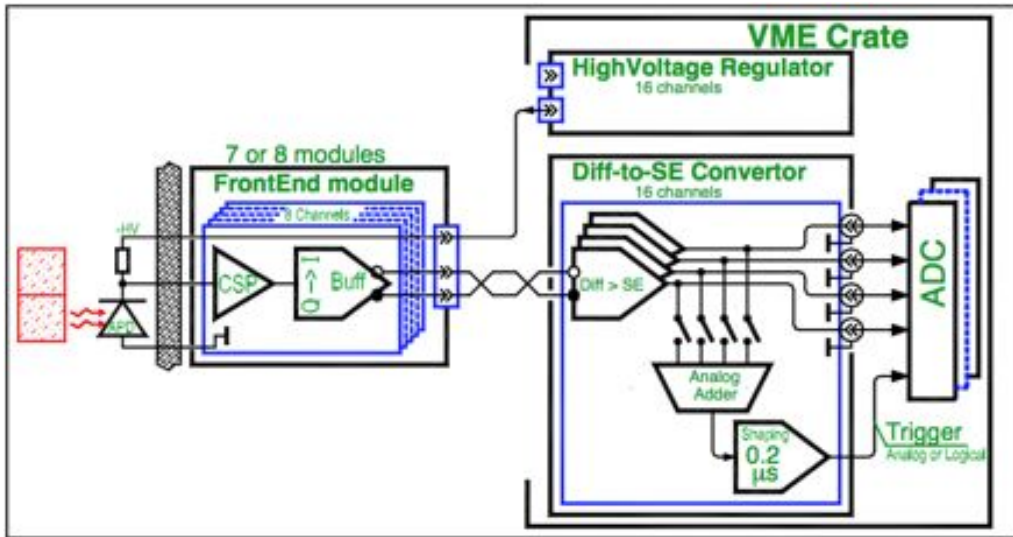 VME Crate
HighVoltage Regulator
16 channels
7 or 8 modules
FrontEnd module
8 Channels
-HV
CSP
Q->I
Buff
APD
Diff-to-SE Convertor
16 channels
Diff > SE
Analog
Adder
Shaping
0.2
µs
ADC
Trigger
Analog or Logical